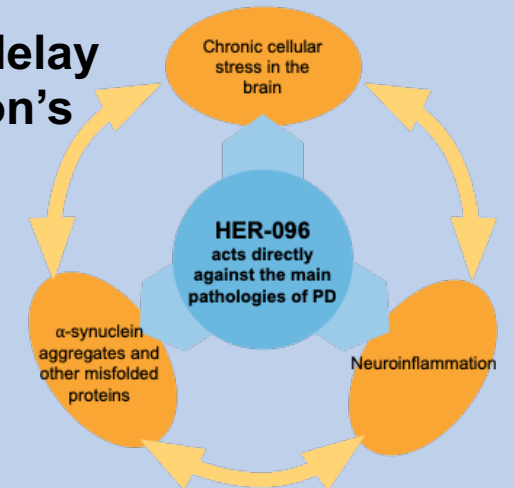 delay
on's
Chronic cellular
stress in the
brain
HER-096
acts directly
against the main
pathologies of PD
α-synuclein
aggregates and
other misfolded
proteins
Neuroinflammation